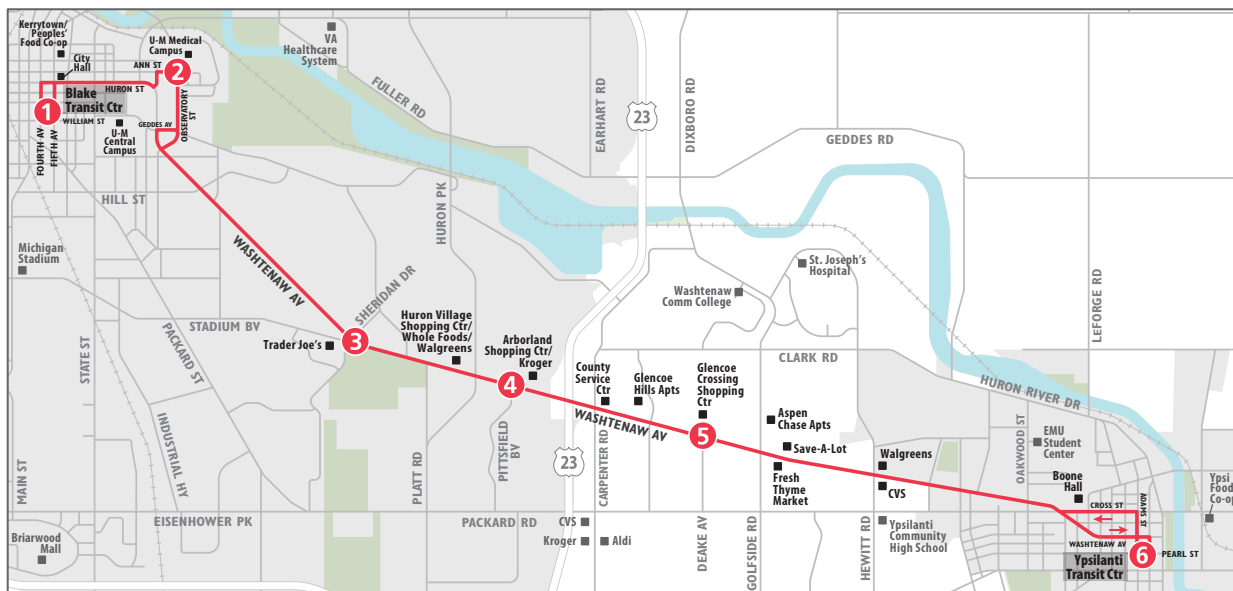 Kerrytown/
Peoples'
Food Co-op
City
Hall
U-M Medical
Campus
ANN ST
2
VA
Healthcare
System
FULLER RD
EARHART RD
23
DIXBORO RD
GEDDES RD
1
Blake
Transit Ctr
HURON ST
WILLIAM ST
FOURTH AV
FIFTH AV
U-M
Central
Campus
GEDDES AV
OBSERVATORY
ST
HILL ST
HURON PK
Michigan
Stadium
WASHTENAW AV
SHERIDAN DR
STADIUM BV
Trader Joe's
3
Huron Village
Shopping Ctr/
Whole Foods/
Walgreens
Arborland
Shopping Ctr/
Kroger
4
Washtenaw
Comm College
St. Joseph's
Hospital
LEFORGE RD
CLARK RD
HURON RIVER DR
County
Service
Ctr
Glencoe
Hills Apts
Glencoe
Crossing
Shopping
Ctr
WASHTENAW AV
5
Aspen
Chase Apts
Save-A-Lot
Fresh
Thyme
Market
Walgreens
CVS
OAKWOOD ST
EMU
Student
Center
Boone
Hall
CROSS ST
ADAMS ST
WASHTENAW AV
6
PEARL ST
Ypsilanti
Transit Ctr
Ypsi
Food
Co-op
MAIN ST
STATE ST
PACKARD ST
INDUSTRIAL HY
EISENHOWER PK
Briarwood
Mall
PLATT RD
PITTSFIELD
BV
23
CARPENTER RD
PACKARD RD
CVS
Kroger
Aldi
DEAKE AV
GOLFSIDE RD
HEWITT RD
Ypsilanti
Community
High School